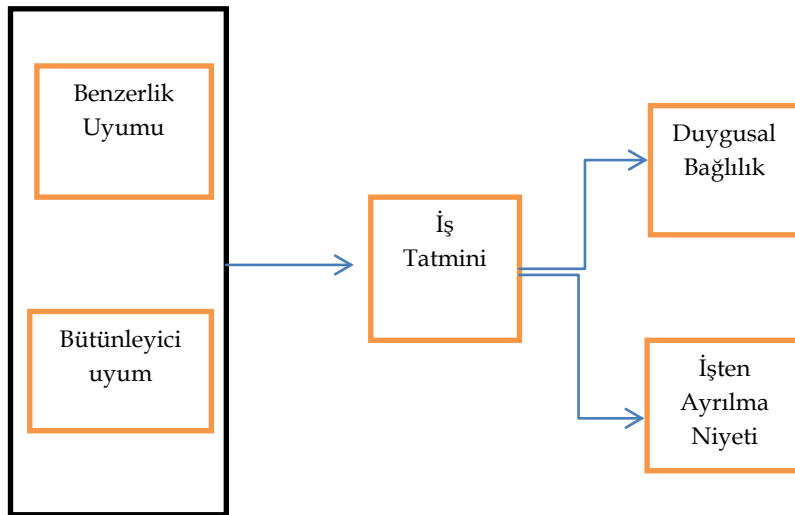 Benzerlik
Uyumu
Bütünleyici
uyum
İş
Tatmini
Duygusal
Bağlılık
İşten
Ayrılma
Niyeti